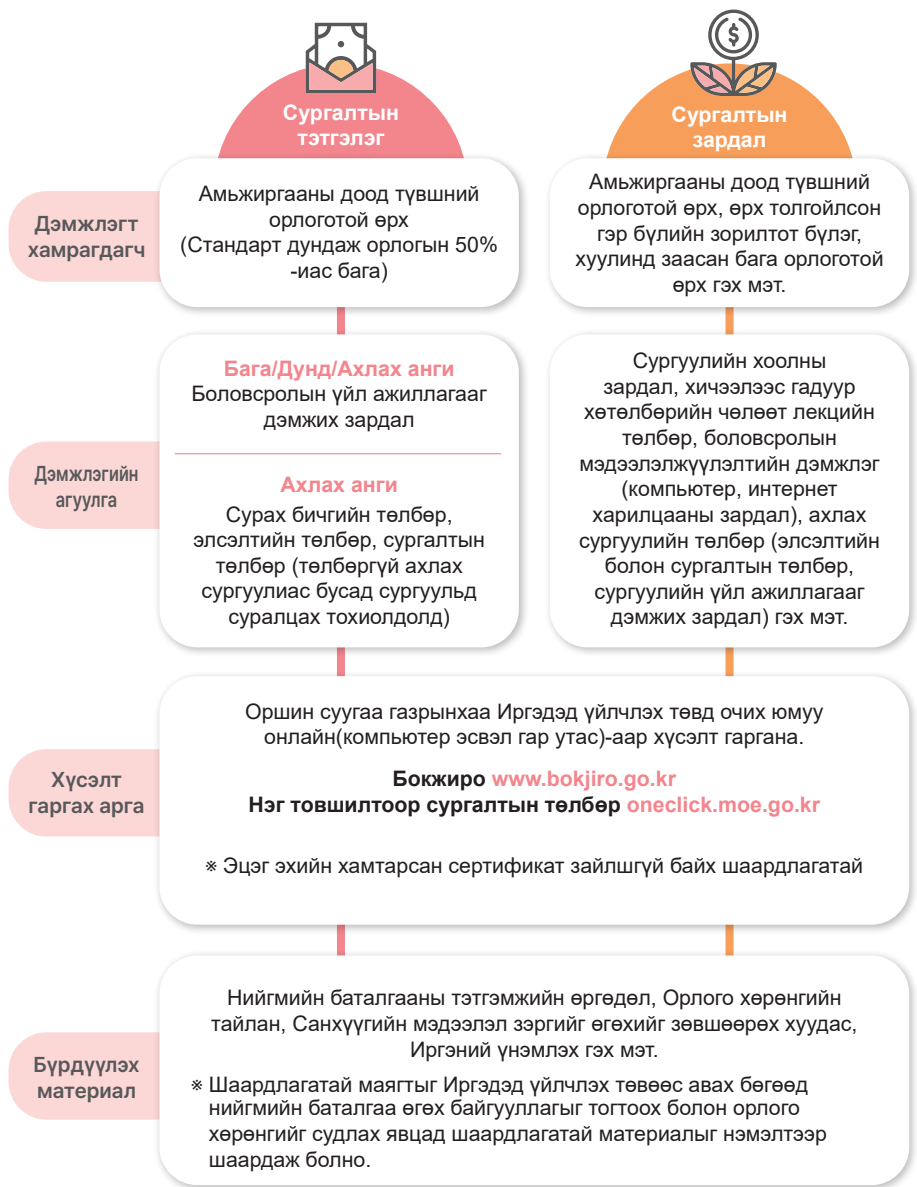 Сургалтын
тэтгэлэг
Сургалтын
зардал
Дэмжлэгт
хамрагдагч
Амьжиргааны доод түвшний
орлоготой өрх
(Стандарт дундаж орлогын 50%
-иас бага)
Амьжиргааны доод түвшний
орлоготой өрх, өрх толгойлсон
гэр бүлийн зорилтот бүлэг,
хуулинд заасан бага орлоготой
өрх гэх мэт.
Дэмжлэгийн
агуулга
Бага/Дунд/Ахлах анги
Боловсролын үйл ажиллагааг
дэмжих зардал
Ахлах анги
Сурах бичгийн төлбөр,
элсэлтийн төлбөр, сургалтын
төлбөр (төлбөргүй ахлах
сургуулиас бусад сургуульд
суралцах тохиолдолд)
Сургуулийн хоолны
зардал, хичээлээс гадуур
хөтөлбөрийн чөлөөт лекцийн
төлбөр, боловсролын
мэдээлэлжүүлэлтийн дэмжлэг
(компьютер, интернет
харилцааны зардал), ахлах
сургуулийн төлбөр (элсэлтийн
болон сургалтын төлбөр,
сургуулийн үйл ажиллагааг
дэмжих зардал) гэх мэт.
Хүсэлт
гаргах арга
Оршин суугаа газрынхаа Иргэдэд үйлчлэх төвд очих юмуу
онлайн(компьютер эсвэл гар утас)-аар хүсэлт гаргана.
Бокжиро www.bokjiro.go.kr
Нэг товшилтоор сургалтын төлбөр oneclick.moe.go.kr
※ Эцэг эхийн хамтарсан сертификат зайлшгүй байх шаардлагатай
Бүрдүүлэх
материал
Нийгмийн баталгааны тэтгэмжийн өргөдөл, Орлого хөрөнгийн
тайлан, Санхүүгийн мэдээлэл зэргийг өгөхийг зөвшөөрөх хуудас,
Иргэний үнэмлэх гэх мэт.
※ Шаардлагатай маягтыг Иргэдэд үйлчлэх төвөөс авах бөгөөд
нийгмийн баталгаа өгөх байгууллагыг тогтоох болон орлого
хөрөнгийг судлах явцад шаардлагатай материалыг нэмэлтээр
шаардаж болно.